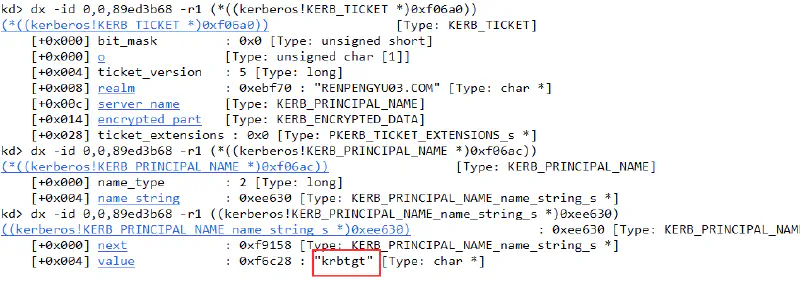 kd> dx -id 0,0,89ed3b68 -r1 (*((kerberos!KERB_TICKET *)0xf06a0))
(*((kerberos!KERB_TICKET *)0xf06a0)) [Type: KERB_TICKET]
[+0x000] bit_mask : 0x0 [Type: unsigned short]
[+0x000] o [Type: unsigned char [1]]
[+0x004] ticket_version : 5 [Type: long]
[+0x008] realm : 0xebf70 : "RENPENGYU03.COM" [Type: char *]
[+0x00c] server_name [Type: KERB_PRINCIPAL_NAME]
[+0x014] encrypted_part [Type: KERB_ENCRYPTED_DATA]
[+0x028] ticket_extensions : 0x0 [Type: PKERB_TICKET_EXTENSIONS_s *]
kd> dx -id 0,0,89ed3b68 -r1 (*((kerberos!KERB_PRINCIPAL_NAME *)0xf06ac))
(*((kerberos!KERB_PRINCIPAL_NAME *)0xf06ac)) [Type: KERB_PRINCIPAL_NAME]
[+0x000] name_type : 2 [Type: long]
[+0x004] name_string : 0xee630 [Type: KERB_PRINCIPAL_NAME_name_string_s *]
kd> dx -id 0,0,89ed3b68 -r1 ((kerberos!KERB_PRINCIPAL_NAME_name_string_s *)0xee630)
((kerberos!KERB_PRINCIPAL_NAME_name_string_s *)0xee630) : 0xee630 [Type: KERB_PRINCIPAL_NAME_name_string_s *]
[+0x000] next : 0xf9158 [Type: KERB_PRINCIPAL_NAME_name_string_s *]
[+0x004] value : 0xf6c28 : "krbtgt" [Type: char *]